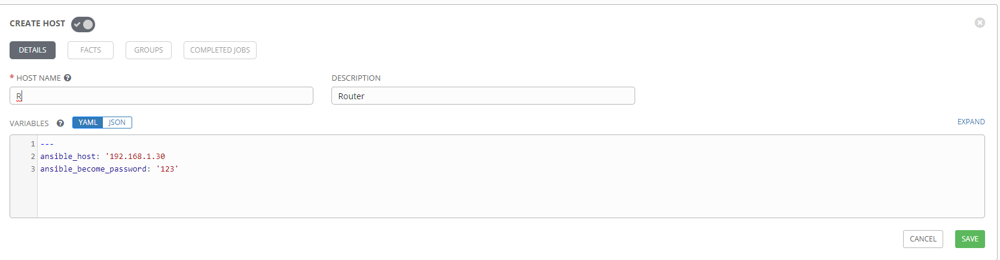 CREATE HOST
DETAILS FACTS GROUPS COMPLETED JOBS
* HOST NAME ? DESCRIPTION
R Router
VARIABLES ? YAML JSON EXPAND
1 ---
2 ansible_host: '192.168.1.30
3 ansible_become_password: '123'
CANCEL SAVE